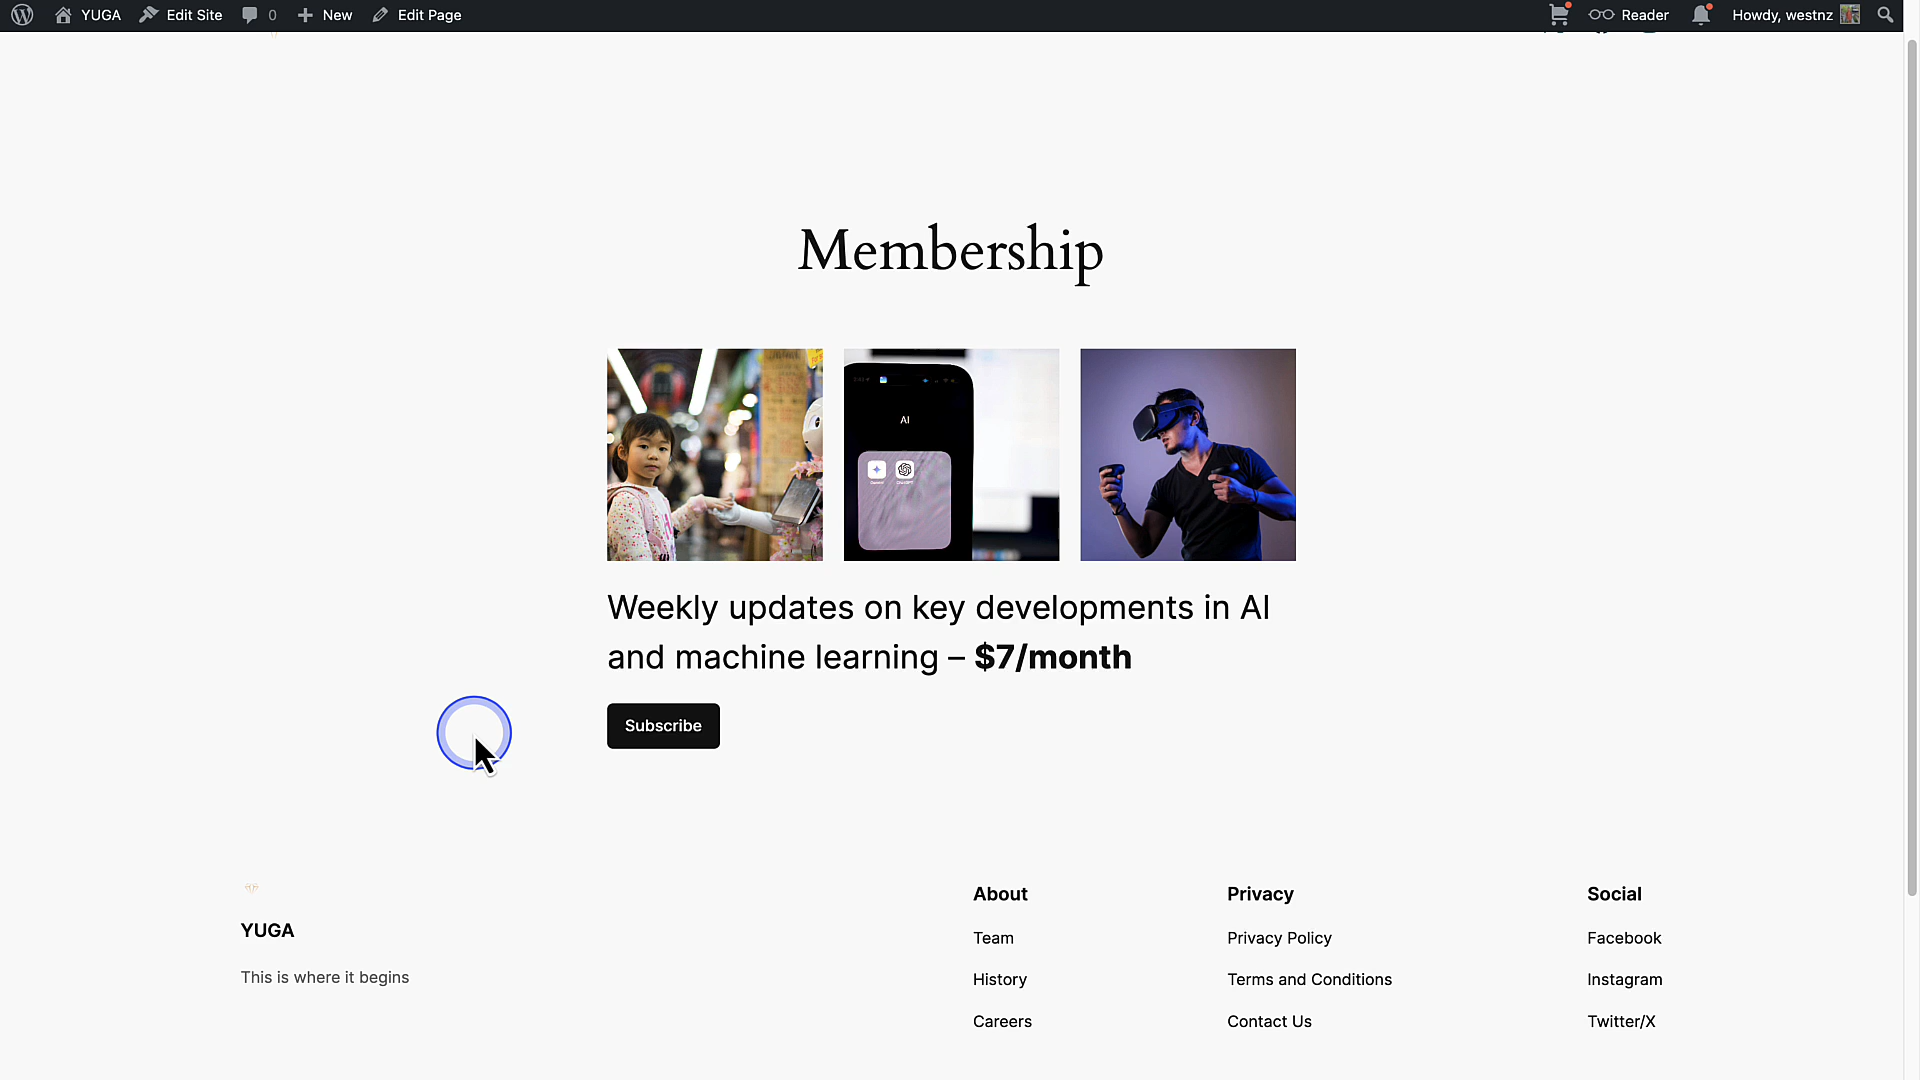 YUGA Edit Site 0 New Edit Page Reader Howdy, westnz
Membership
AI
Weekly updates on key developments in AI
and machine learning – $7/month
Subscribe
YUGA
This is where it begins
About
Team
History
Careers
Privacy
Privacy Policy
Terms and Conditions
Contact Us
Social
Facebook
Instagram
Twitter/X